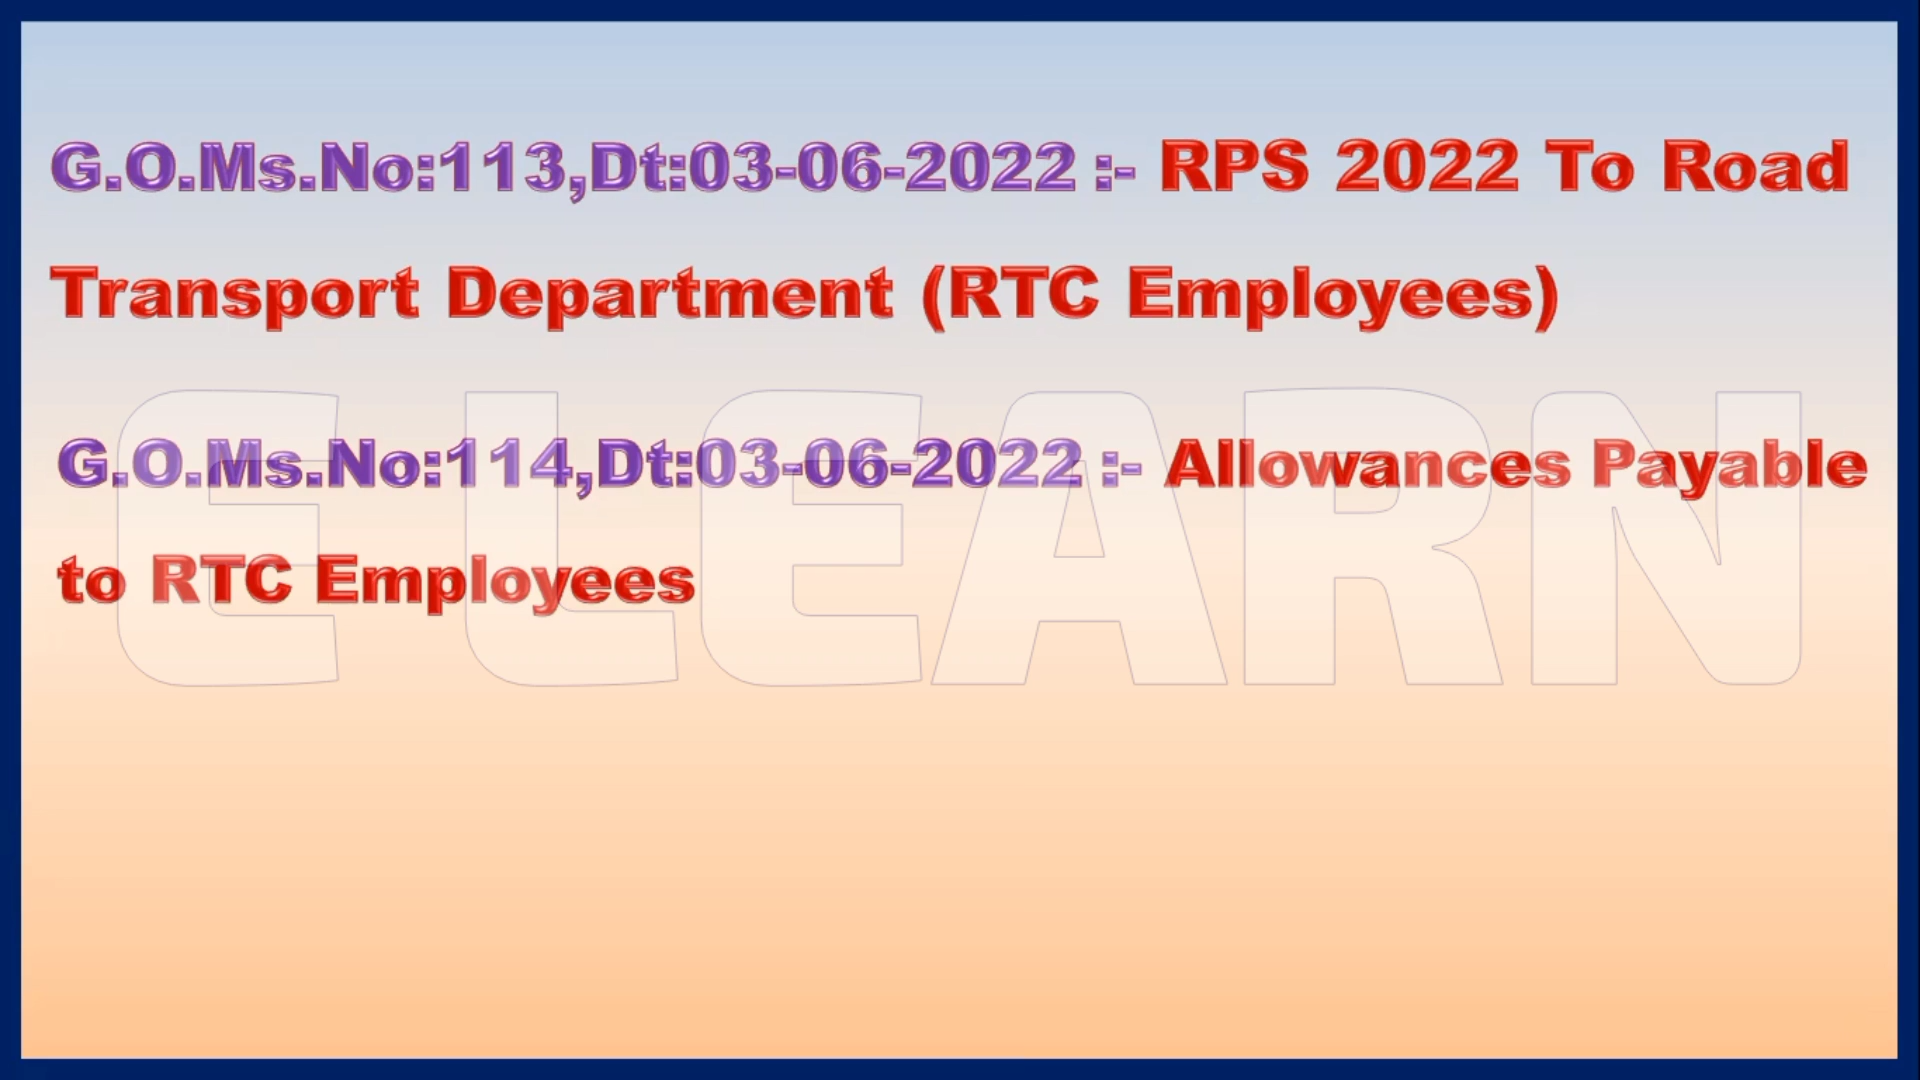 G.O.Ms.No:113,Dt:03-06-2022 :- RPS 2022 To Road
Transport Department (RTC Employees)
G.O.Ms.No:114,Dt:03-06-2022 :- Allowances Payable
to RTC Employees
E LEARN